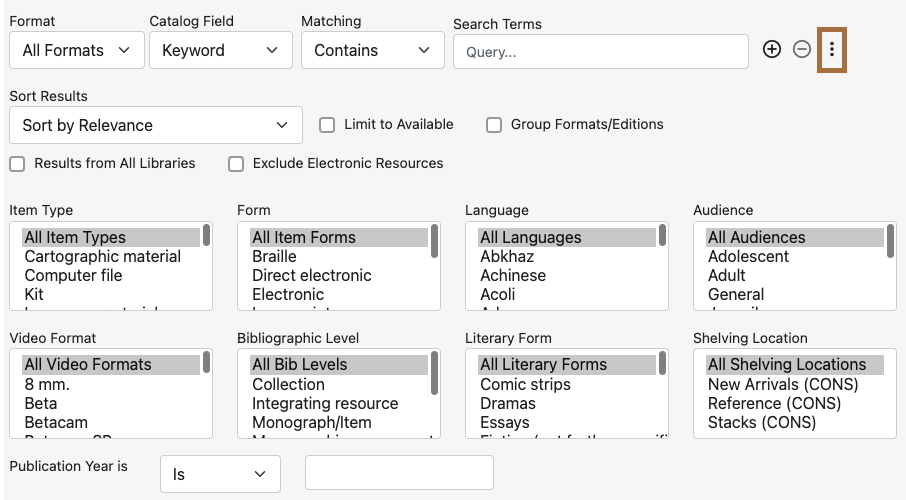 Format Catalog Field Matching Search Terms
All Formats Keyword Contains Query...
Sort Results
Sort by Relevance Limit to Available Group Formats/Editions
Results from All Libraries Exclude Electronic Resources
Item Type Form Language Audience
All Item Types All Item Forms All Languages All Audiences
Cartographic material Braille Abkhaz Adolescent
Computer file Direct electronic Achinese Adult
Kit Electronic Acoli General
Video Format Bibliographic Level Literary Form Shelving Location
All Video Formats All Bib Levels All Literary Forms All Shelving Locations
8 mm. Collection Comic strips New Arrivals (CONS)
Beta Integrating resource Dramas Reference (CONS)
Betacam Monograph/Item Essays Stacks (CONS)
Publication Year is Is